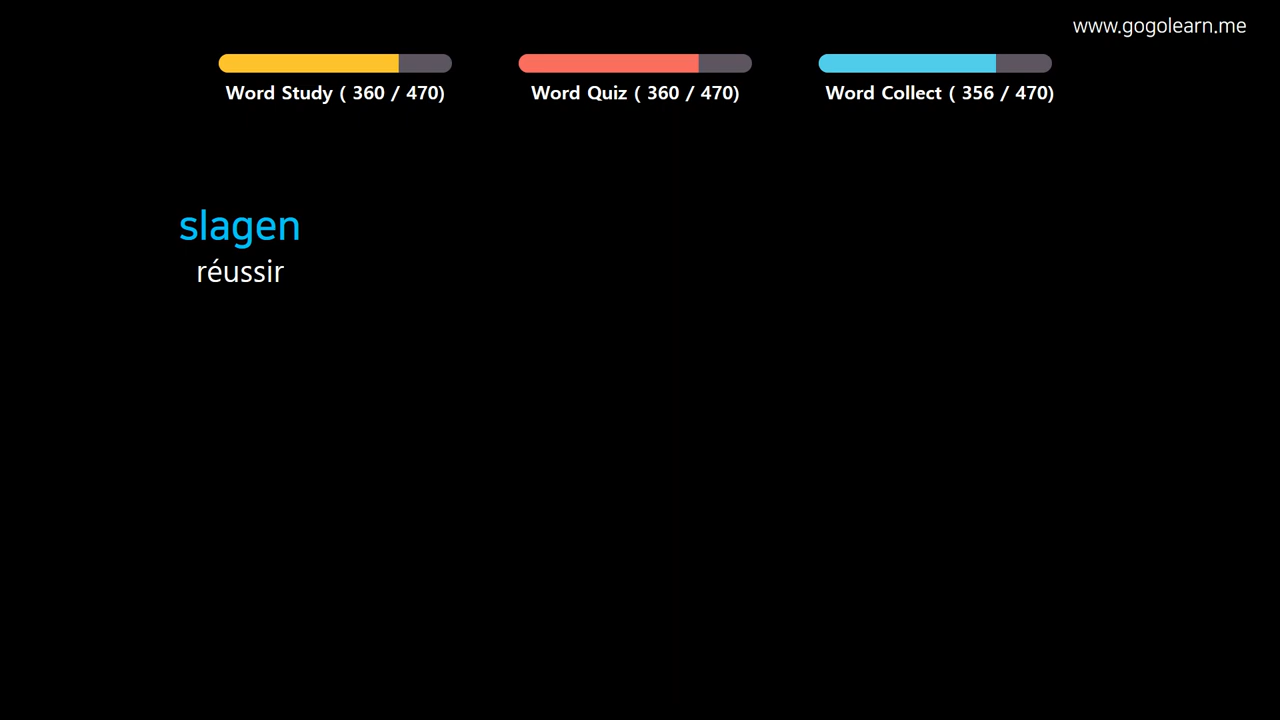 www.gogolearn.me
Word Study ( 360 / 470)
Word Quiz ( 360 / 470)
Word Collect ( 356 / 470)
slagen
réussir